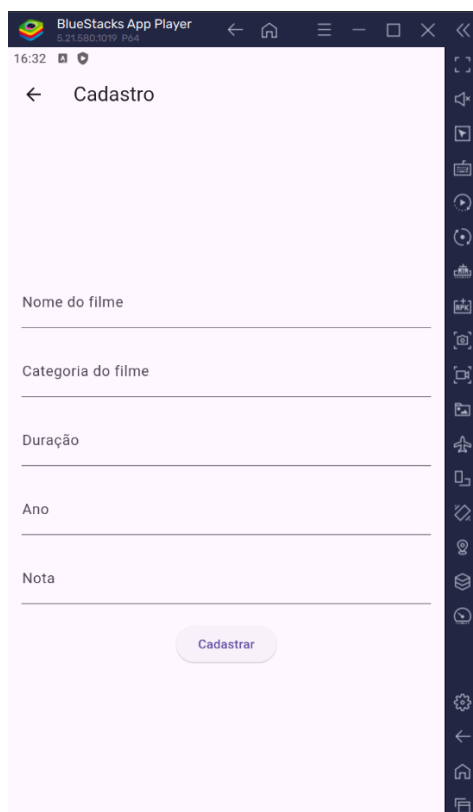 BlueStacks App Player
5.21.580.1019 P64
16:32
Cadastro
Nome do filme
Categoria do filme
Duração
Ano
Nota
Cadastrar